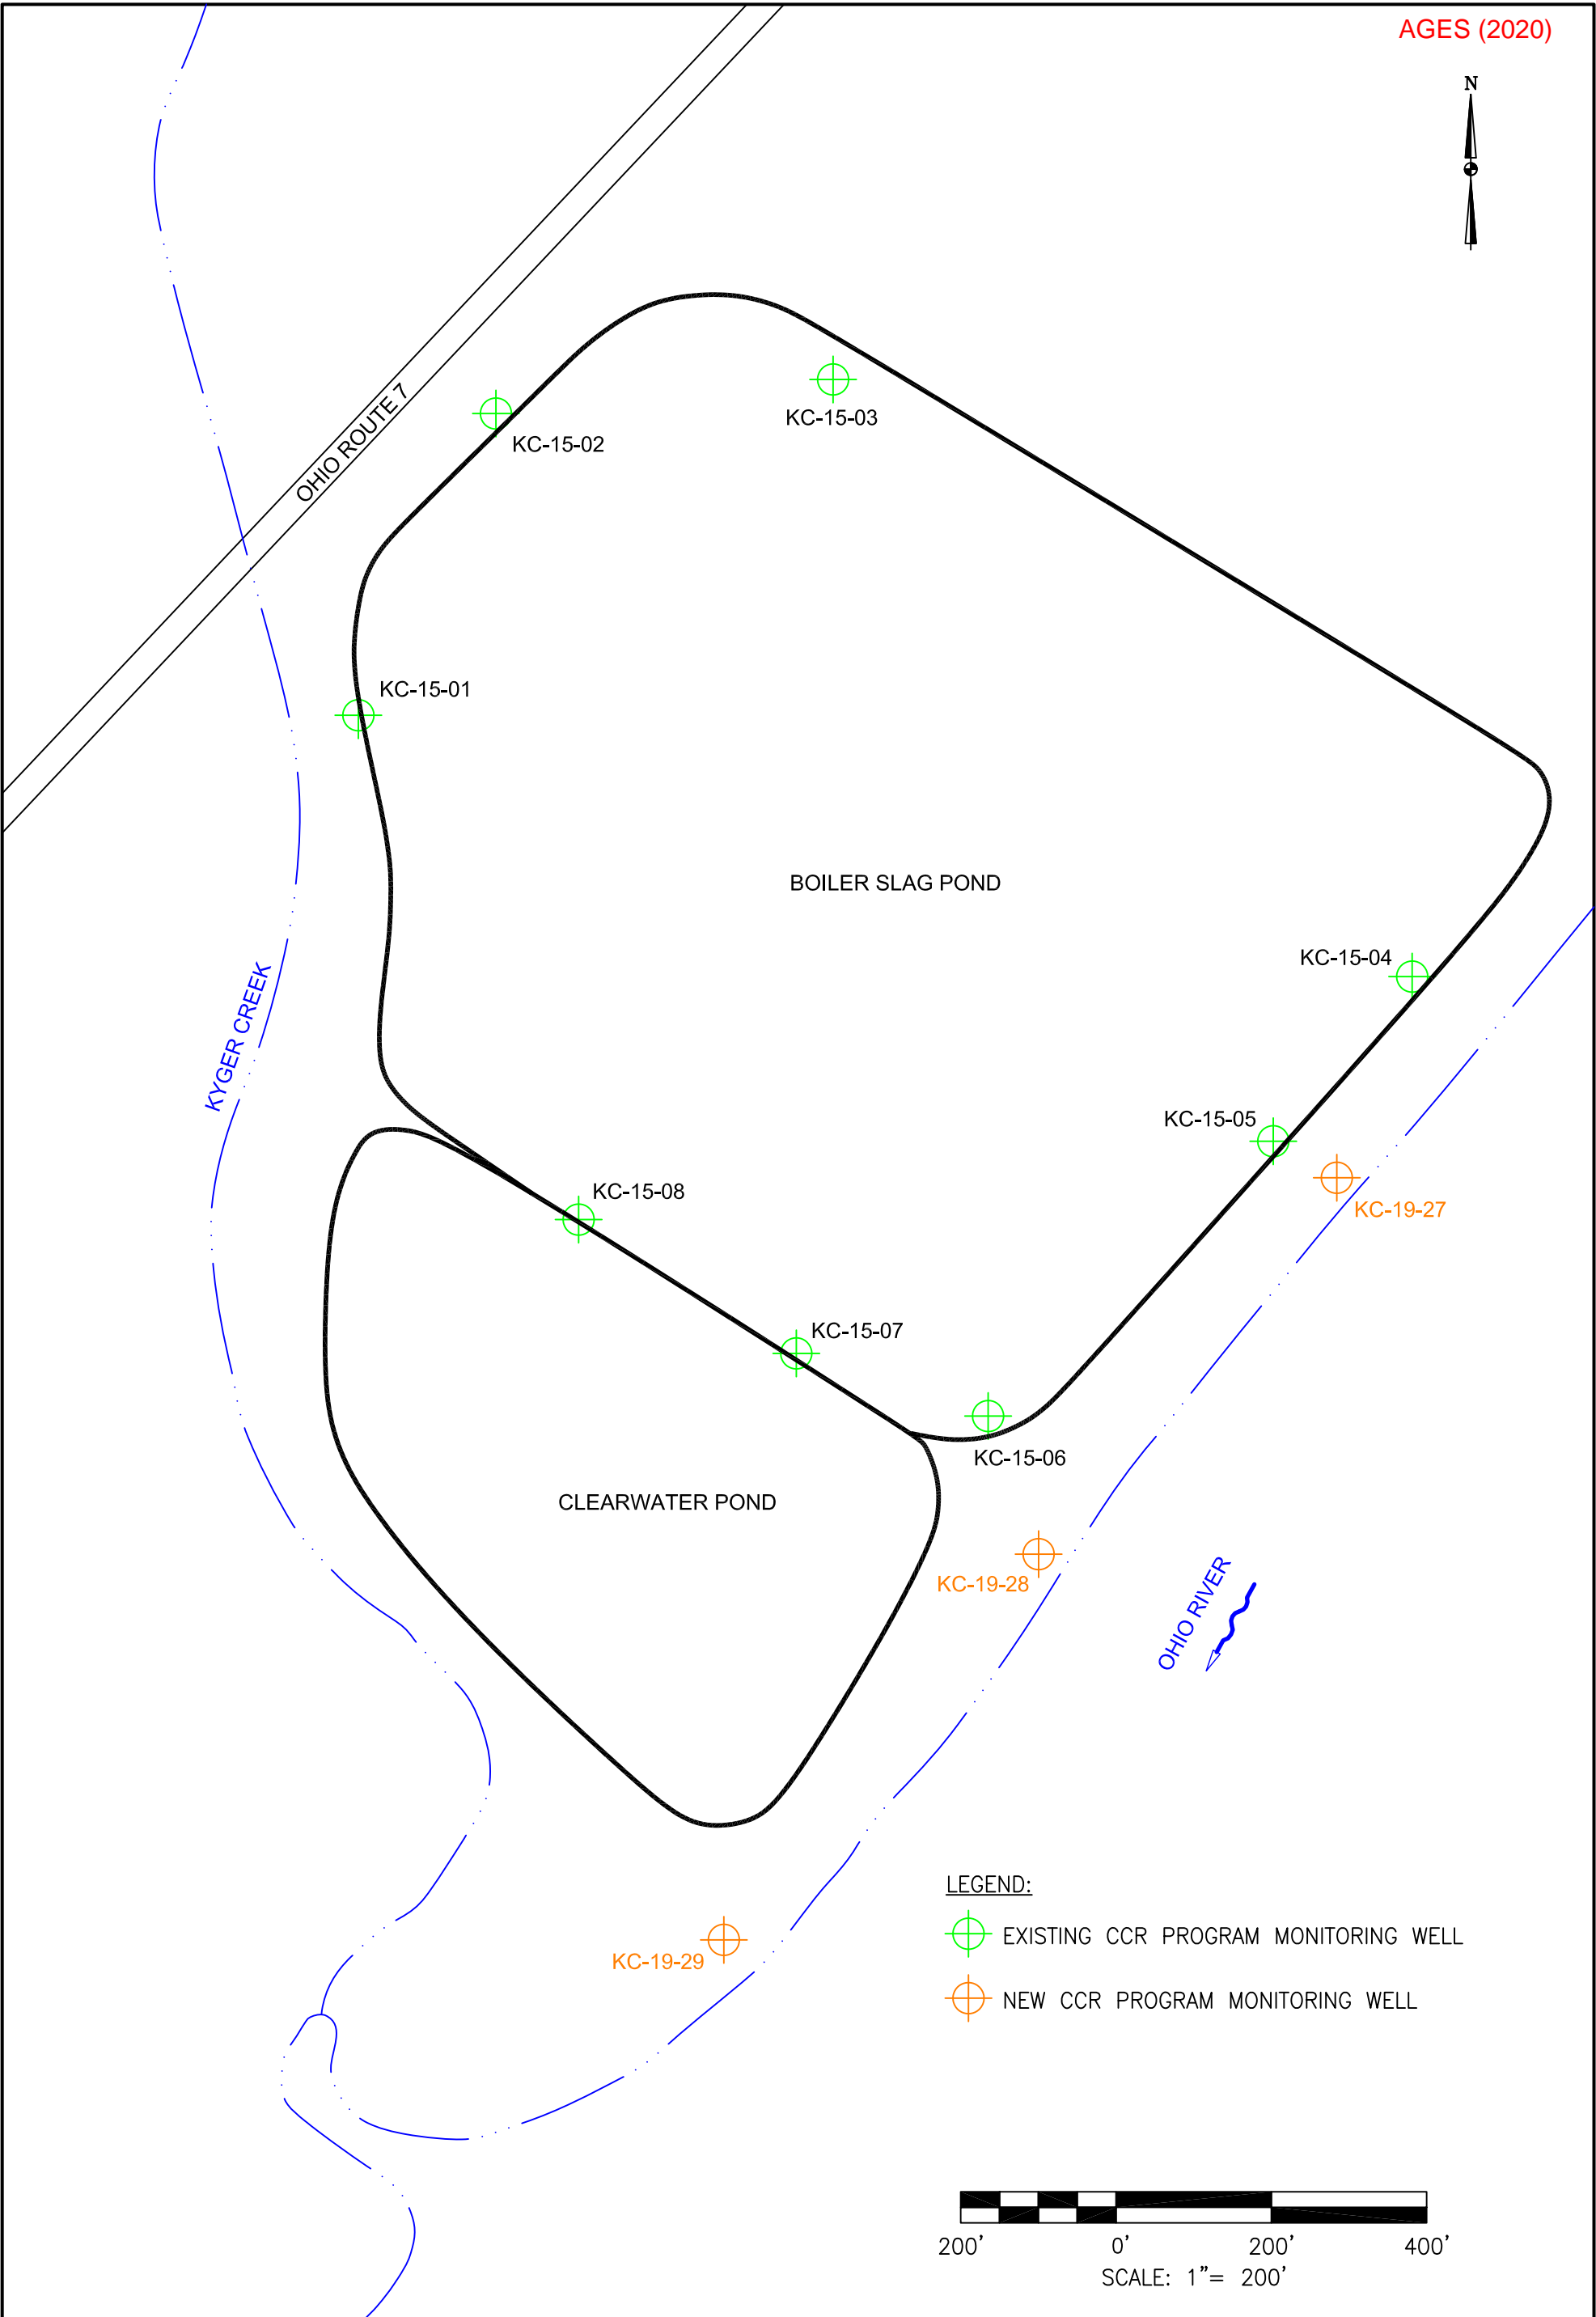 AGES (2020)
N
OHIO ROUTE 7
KC-15-02
KC-15-03
KC-15-01
BOILER SLAG POND
KC-15-04
KYGER CREEK
KC-15-05
KC-19-27
KC-15-08
KC-15-07
KC-15-06
CLEARWATER POND
KC-19-28
OHIO RIVER
LEGEND:
EXISTING CCR PROGRAM MONITORING WELL
KC-19-29
NEW CCR PROGRAM MONITORING WELL
200' 0' 200' 400'
SCALE: 1"= 200'